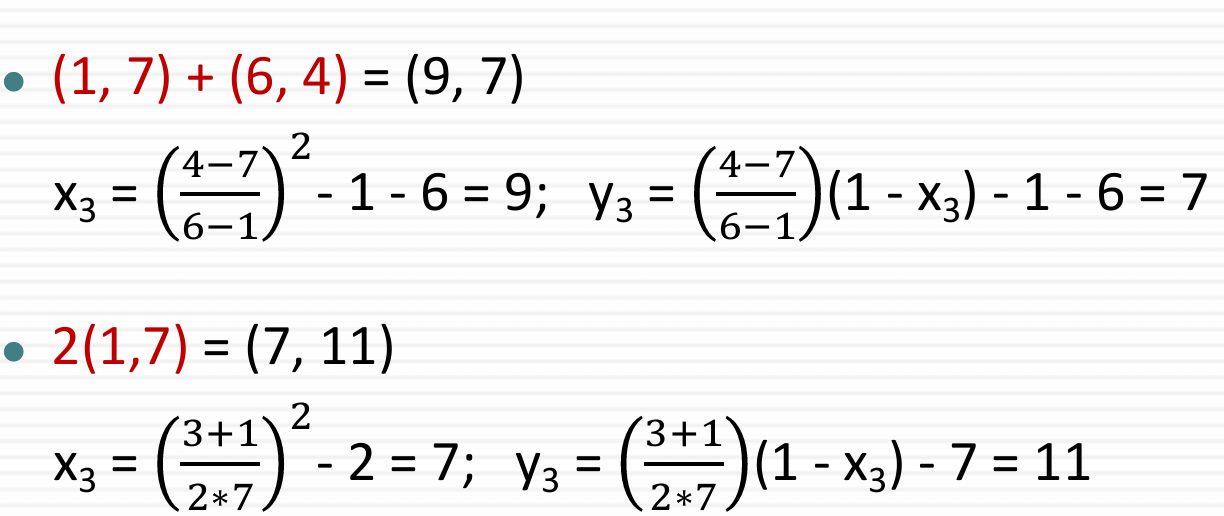 • (1, 7) + (6, 4) = (9, 7)
x₃ = ((4−7)/(6−1))² - 1 - 6 = 9; y₃ = ((4−7)/(6−1))(1 - x₃) - 1 - 6 = 7
• 2(1,7) = (7, 11)
x₃ = ((3+1)/(2*7))² - 2 = 7; y₃ = ((3+1)/(2*7))(1 - x₃) - 7 = 11